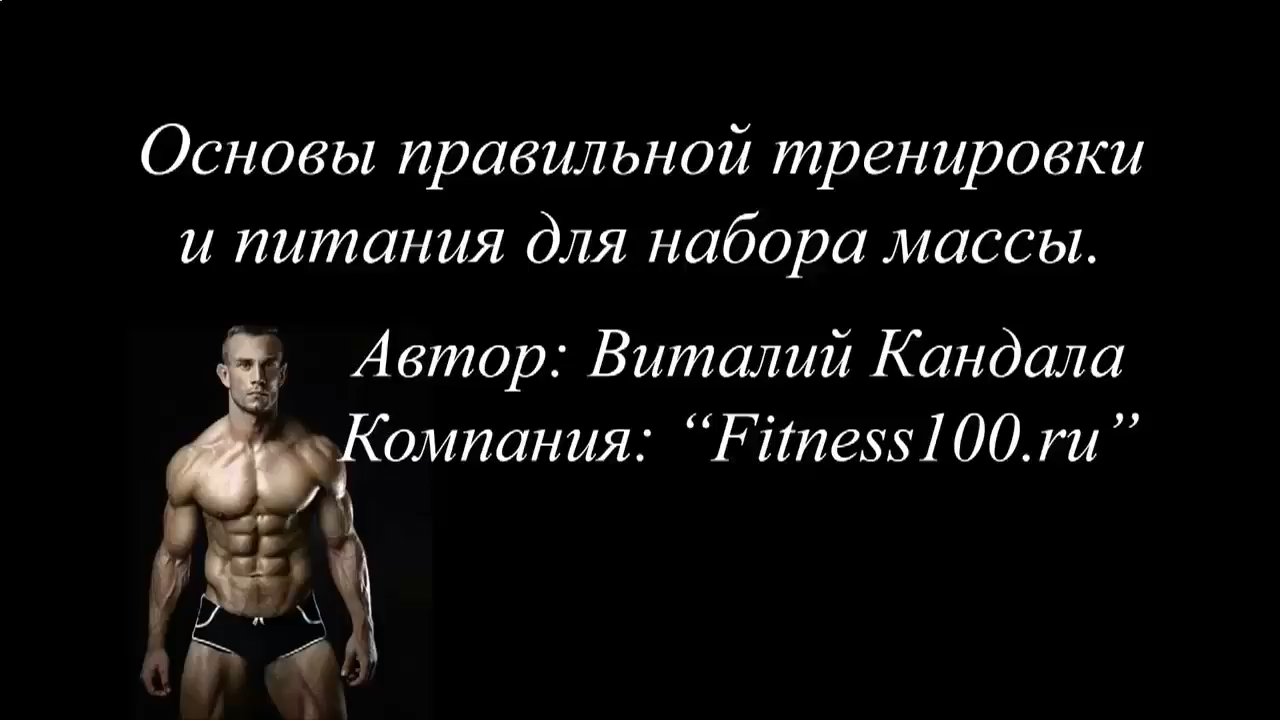 Основы правильной тренировки
и питания для набора массы.
Автор: Виталий Кандала
Компания: “Fitness100.ru”